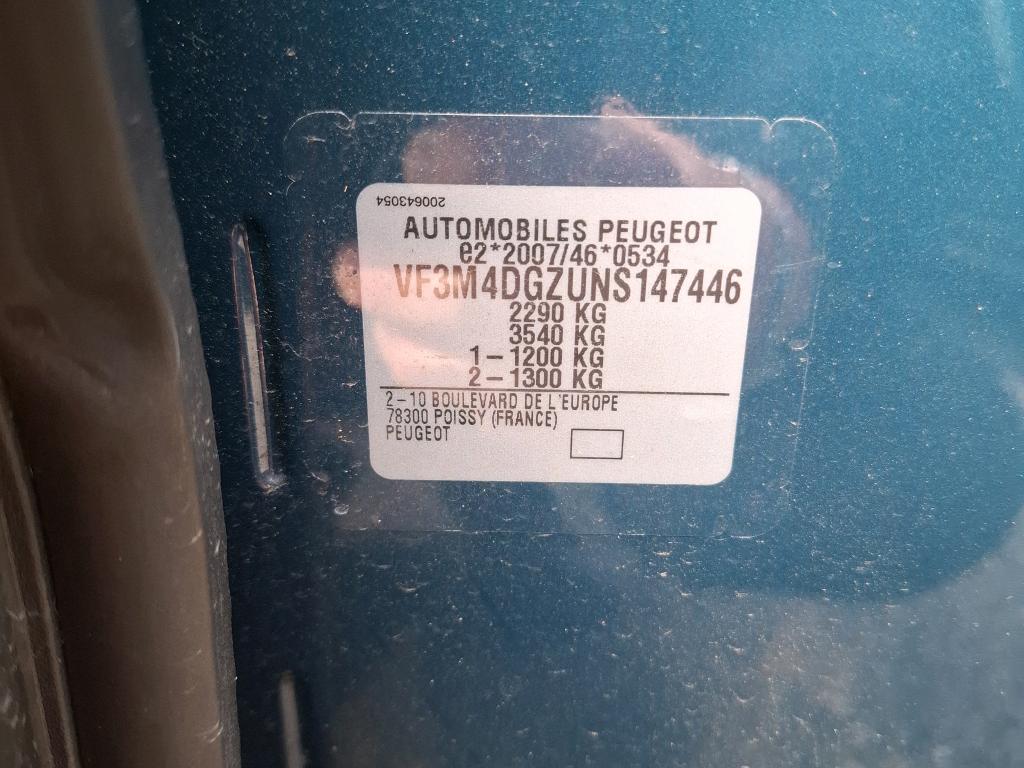 200643054
AUTOMOBILES PEUGEOT
e2*2007/46*0534
VF3M4DGZUNS147446
2290 KG
3540 KG
1-1200 KG
2-1300 KG
2-10 BOULEVARD DE L'EUROPE
78300 POISSY (FRANCE)
PEUGEOT